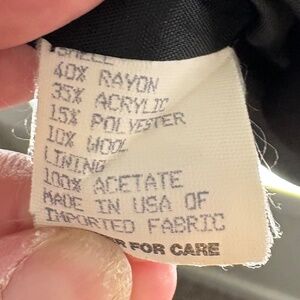 SHELL
40% RAYON
35% ACRYLIC
15% POLYESTER
10% WOOL
LINING
100% ACETATE
MADE IN USA OF
IMPORTED FABRIC
FOR CARE